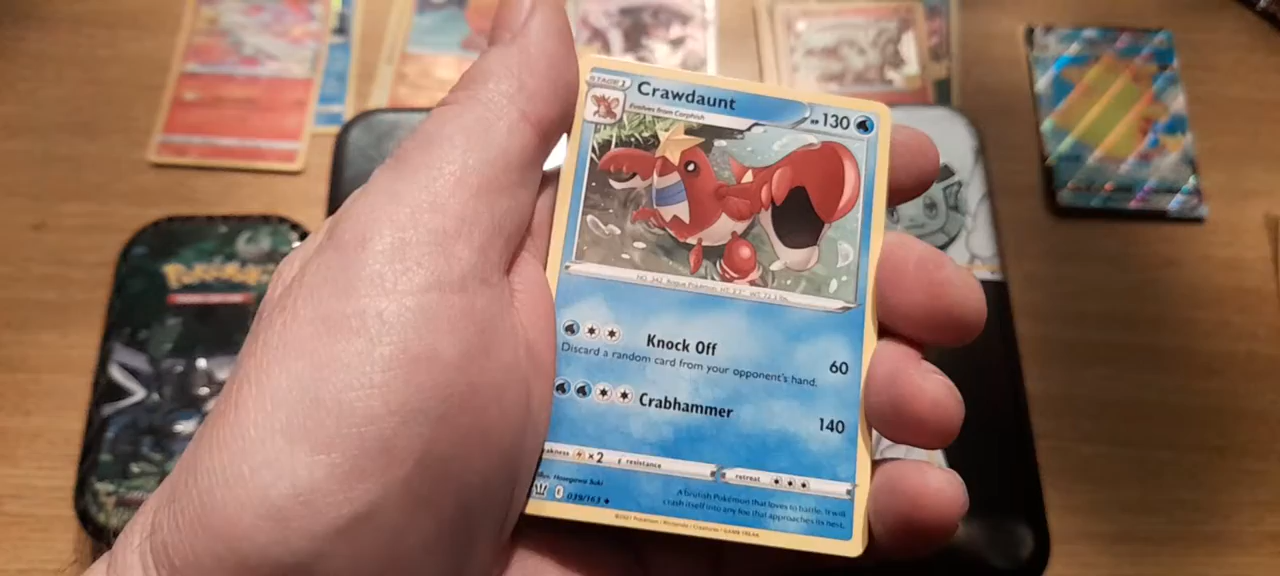 STAGE 1
Crawdaunt
HP 130
Evolves from Corphish
NO. 342 Rogue Pokémon HT: 3'7" WT: 72.3 lbs.
Knock Off
60
Discard a random card from your opponent's hand.
Crabhammer
140
weakness ×2 resistance
retreat
Illus. Hasegawa Saki
039/163
A brutish Pokémon that loves to battle. It will
crash itself into any foe that approaches its nest.
©2021 Pokémon / Nintendo / Creatures / GAME FREAK
Pokémon